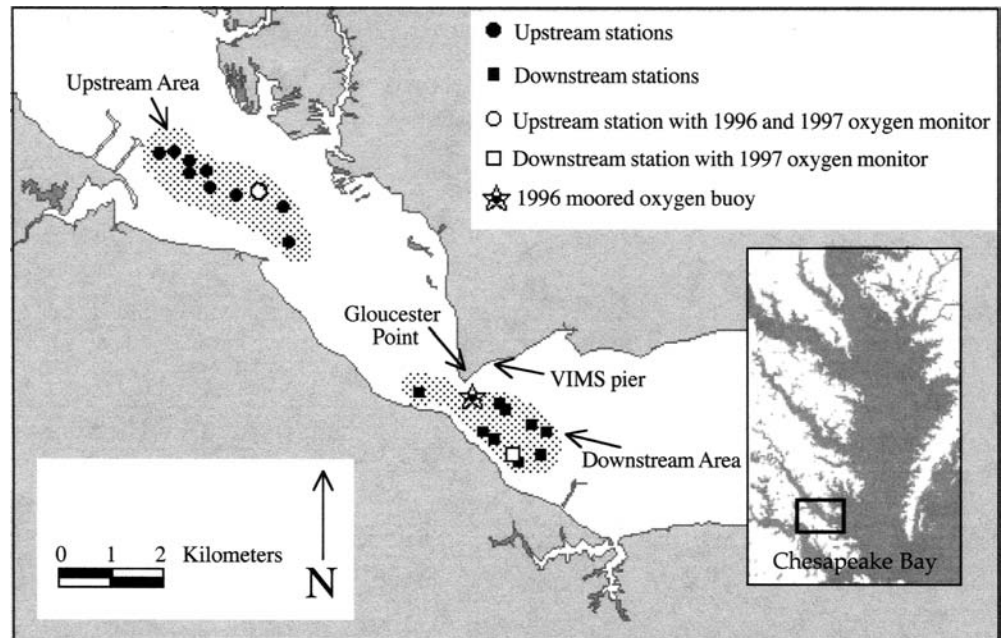 Upstream Area
Upstream stations
Downstream stations
Upstream station with 1996 and 1997 oxygen monitor
Downstream station with 1997 oxygen monitor
1996 moored oxygen buoy
Gloucester
Point
VIMS pier
Downstream Area
0 1 2 Kilometers
N
Chesapeake Bay